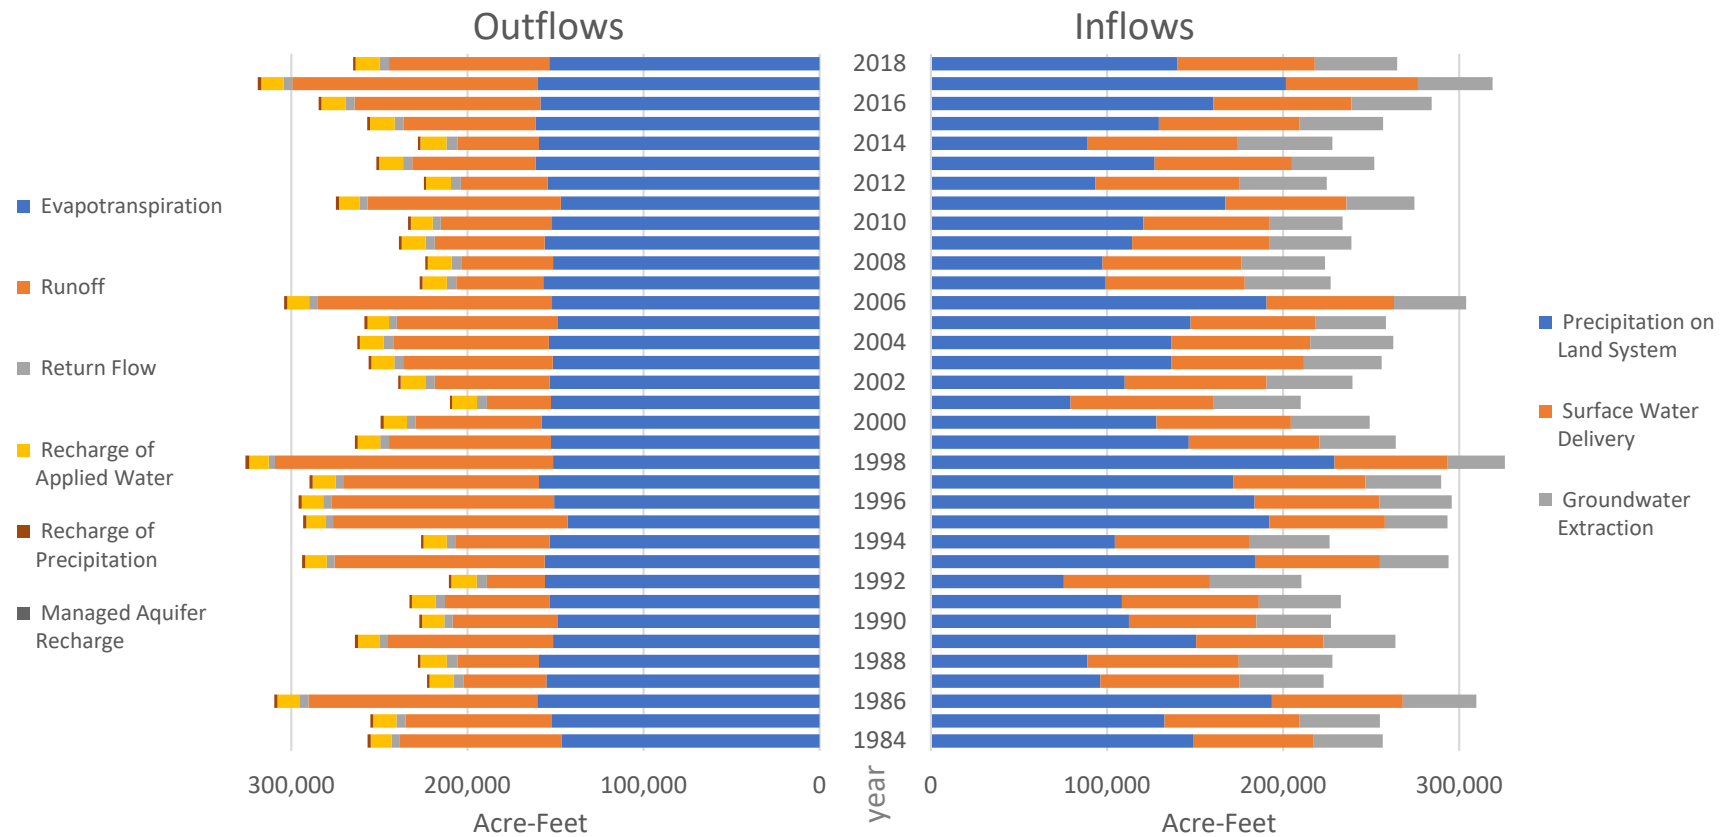 Outflows
Inflows
Evapotranspiration
Runoff
Return Flow
Recharge of
Applied Water
Recharge of
Precipitation
Managed Aquifer
Recharge
2018
2016
2014
2012
2010
2008
2006
2004
2002
2000
1998
1996
1994
1992
1990
1988
1986
1984
year
300,000
200,000
100,000
0
Acre-Feet
0
100,000
200,000
300,000
Acre-Feet
Precipitation on
Land System
Surface Water
Delivery
Groundwater
Extraction